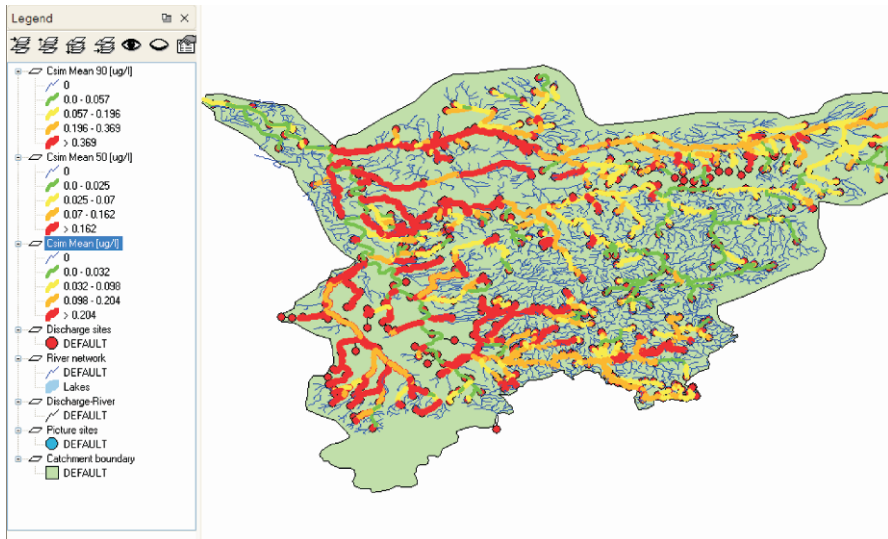 Legend
Csim Mean 90 [ug/l]
0
0.0 - 0.057
0.057 - 0.196
0.196 - 0.369
> 0.369
Csim Mean 50 [ug/l]
0
0.0 - 0.025
0.025 - 0.07
0.07 - 0.162
> 0.162
Csim Mean [ug/l]
0
0.0 - 0.032
0.032 - 0.098
0.098 - 0.204
> 0.204
Discharge sites
DEFAULT
River network
DEFAULT
Lakes
Discharge-River
DEFAULT
Picture sites
DEFAULT
Catchment boundary
DEFAULT